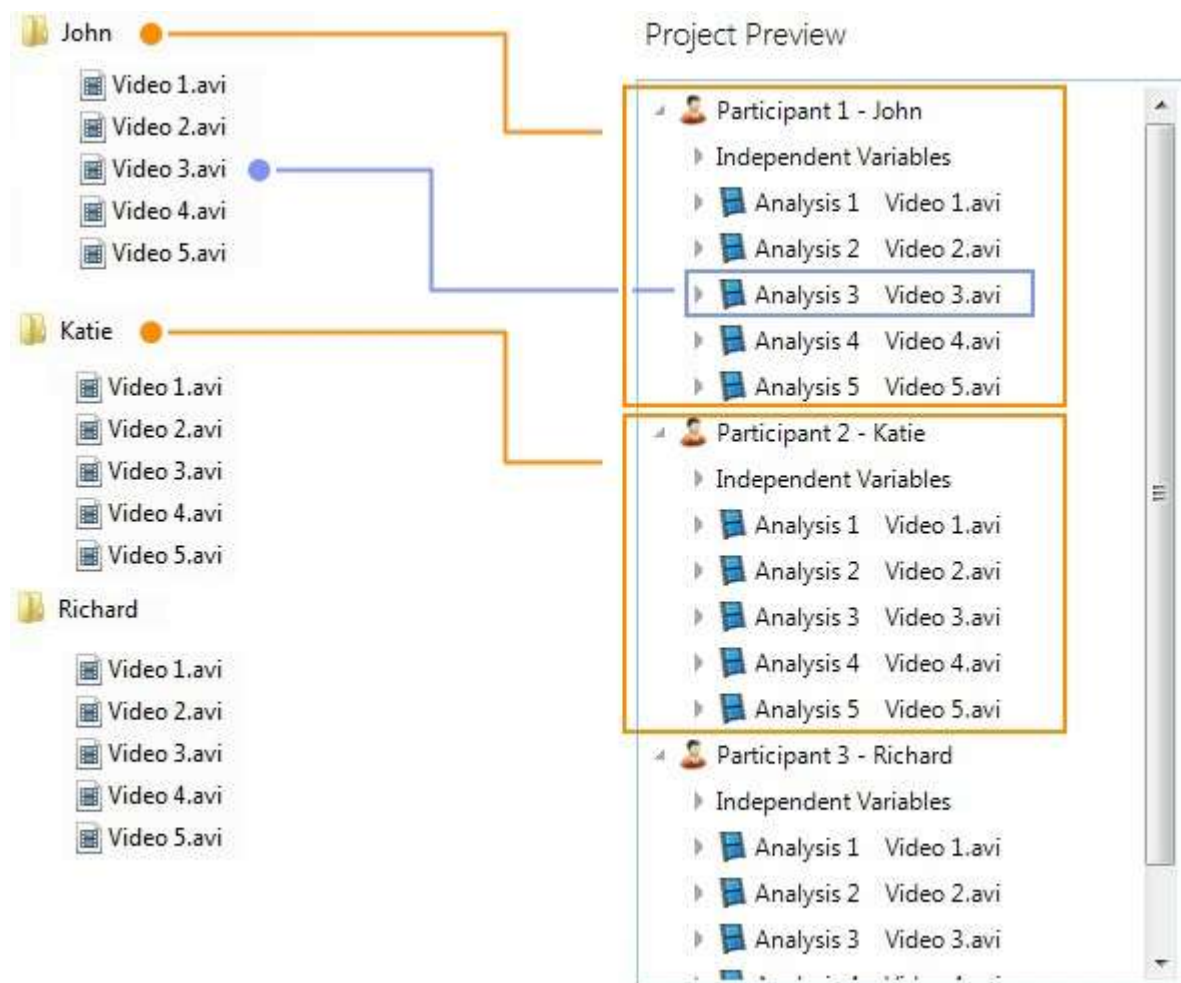 John
Video 1.avi
Video 2.avi
Video 3.avi
Video 4.avi
Video 5.avi
Katie
Video 1.avi
Video 2.avi
Video 3.avi
Video 4.avi
Video 5.avi
Richard
Video 1.avi
Video 2.avi
Video 3.avi
Video 4.avi
Video 5.avi
Project Preview
Participant 1 - John
Independent Variables
Analysis 1 Video 1.avi
Analysis 2 Video 2.avi
Analysis 3 Video 3.avi
Analysis 4 Video 4.avi
Analysis 5 Video 5.avi
Participant 2 - Katie
Independent Variables
Analysis 1 Video 1.avi
Analysis 2 Video 2.avi
Analysis 3 Video 3.avi
Analysis 4 Video 4.avi
Analysis 5 Video 5.avi
Participant 3 - Richard
Independent Variables
Analysis 1 Video 1.avi
Analysis 2 Video 2.avi
Analysis 3 Video 3.avi